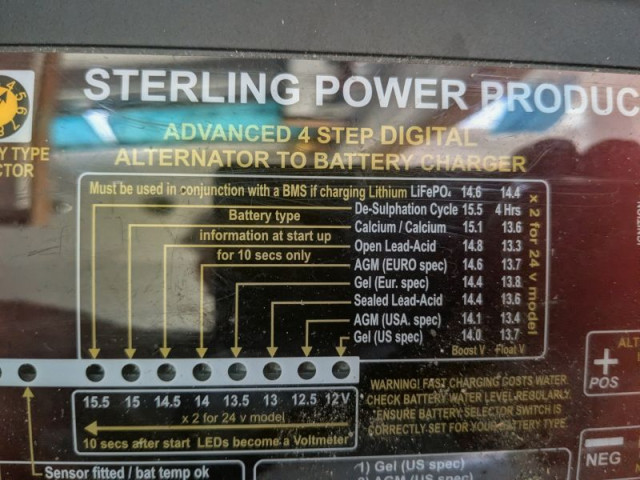 STERLING POWER PRODUC
ADVANCED 4 STEP DIGITAL
ALTERNATOR TO BATTERY CHARGER
Y TYPE
CTOR
Must be used in conjunction with a BMS if charging Lithium LiFePO4 14.6 14.4
De-Sulphation Cycle 15.5 4 Hrs
Battery type
Calcium / Calcium 15.1 13.6
information at start up
Open Lead-Acid 14.8 13.3
for 10 secs only
AGM (EURO spec) 14.6 13.7
Gel (Eur. spec) 14.4 13.8
Sealed Lead-Acid 14.4 13.6
AGM (USA. spec) 14.1 13.4
Gel (US spec) 14.0 13.7
Boost V Float V
x 2 for 24 v model
15.5 15 14.5 14 13.5 13 12.5 12V
x 2 for 24 v model
10 secs after start LEDs become a Voltmeter
WARNING! FAST CHARGING COSTS WATER
CHECK BATTERY WATER LEVEL REGULARLY.
ENSURE BATTERY SELECTOR SWITCH IS
CORRECTLY SET FOR YOUR BATTERY TYPE.
ALT
+
POS
NEG
Sensor fitted / bat temp ok
1) Gel (US spec)
2) AGM (US spec)